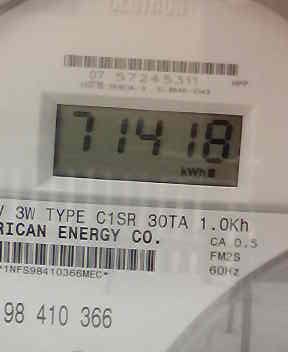 07 57245311
71418
kWh
V 3W TYPE C1SR 30TA 1.0Kh
RICAN ENERGY CO.
CA 0.5
FM2S
60Hz
*1NFS98410366MEC*
98 410 366